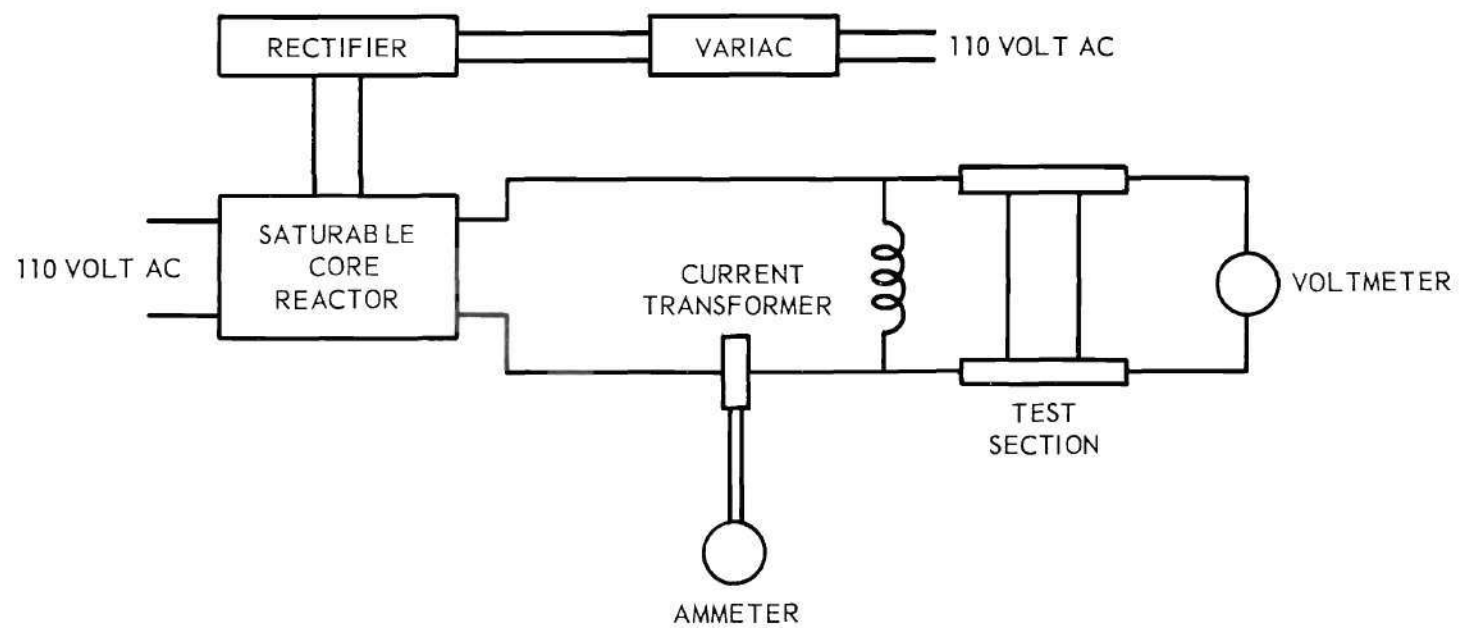 RECTIFIER
VARIAC
110 VOLT AC
110 VOLT AC
SATURABLE
CORE
REACTOR
CURRENT
TRANSFORMER
VOLTMETER
TEST
SECTION
AMMETER